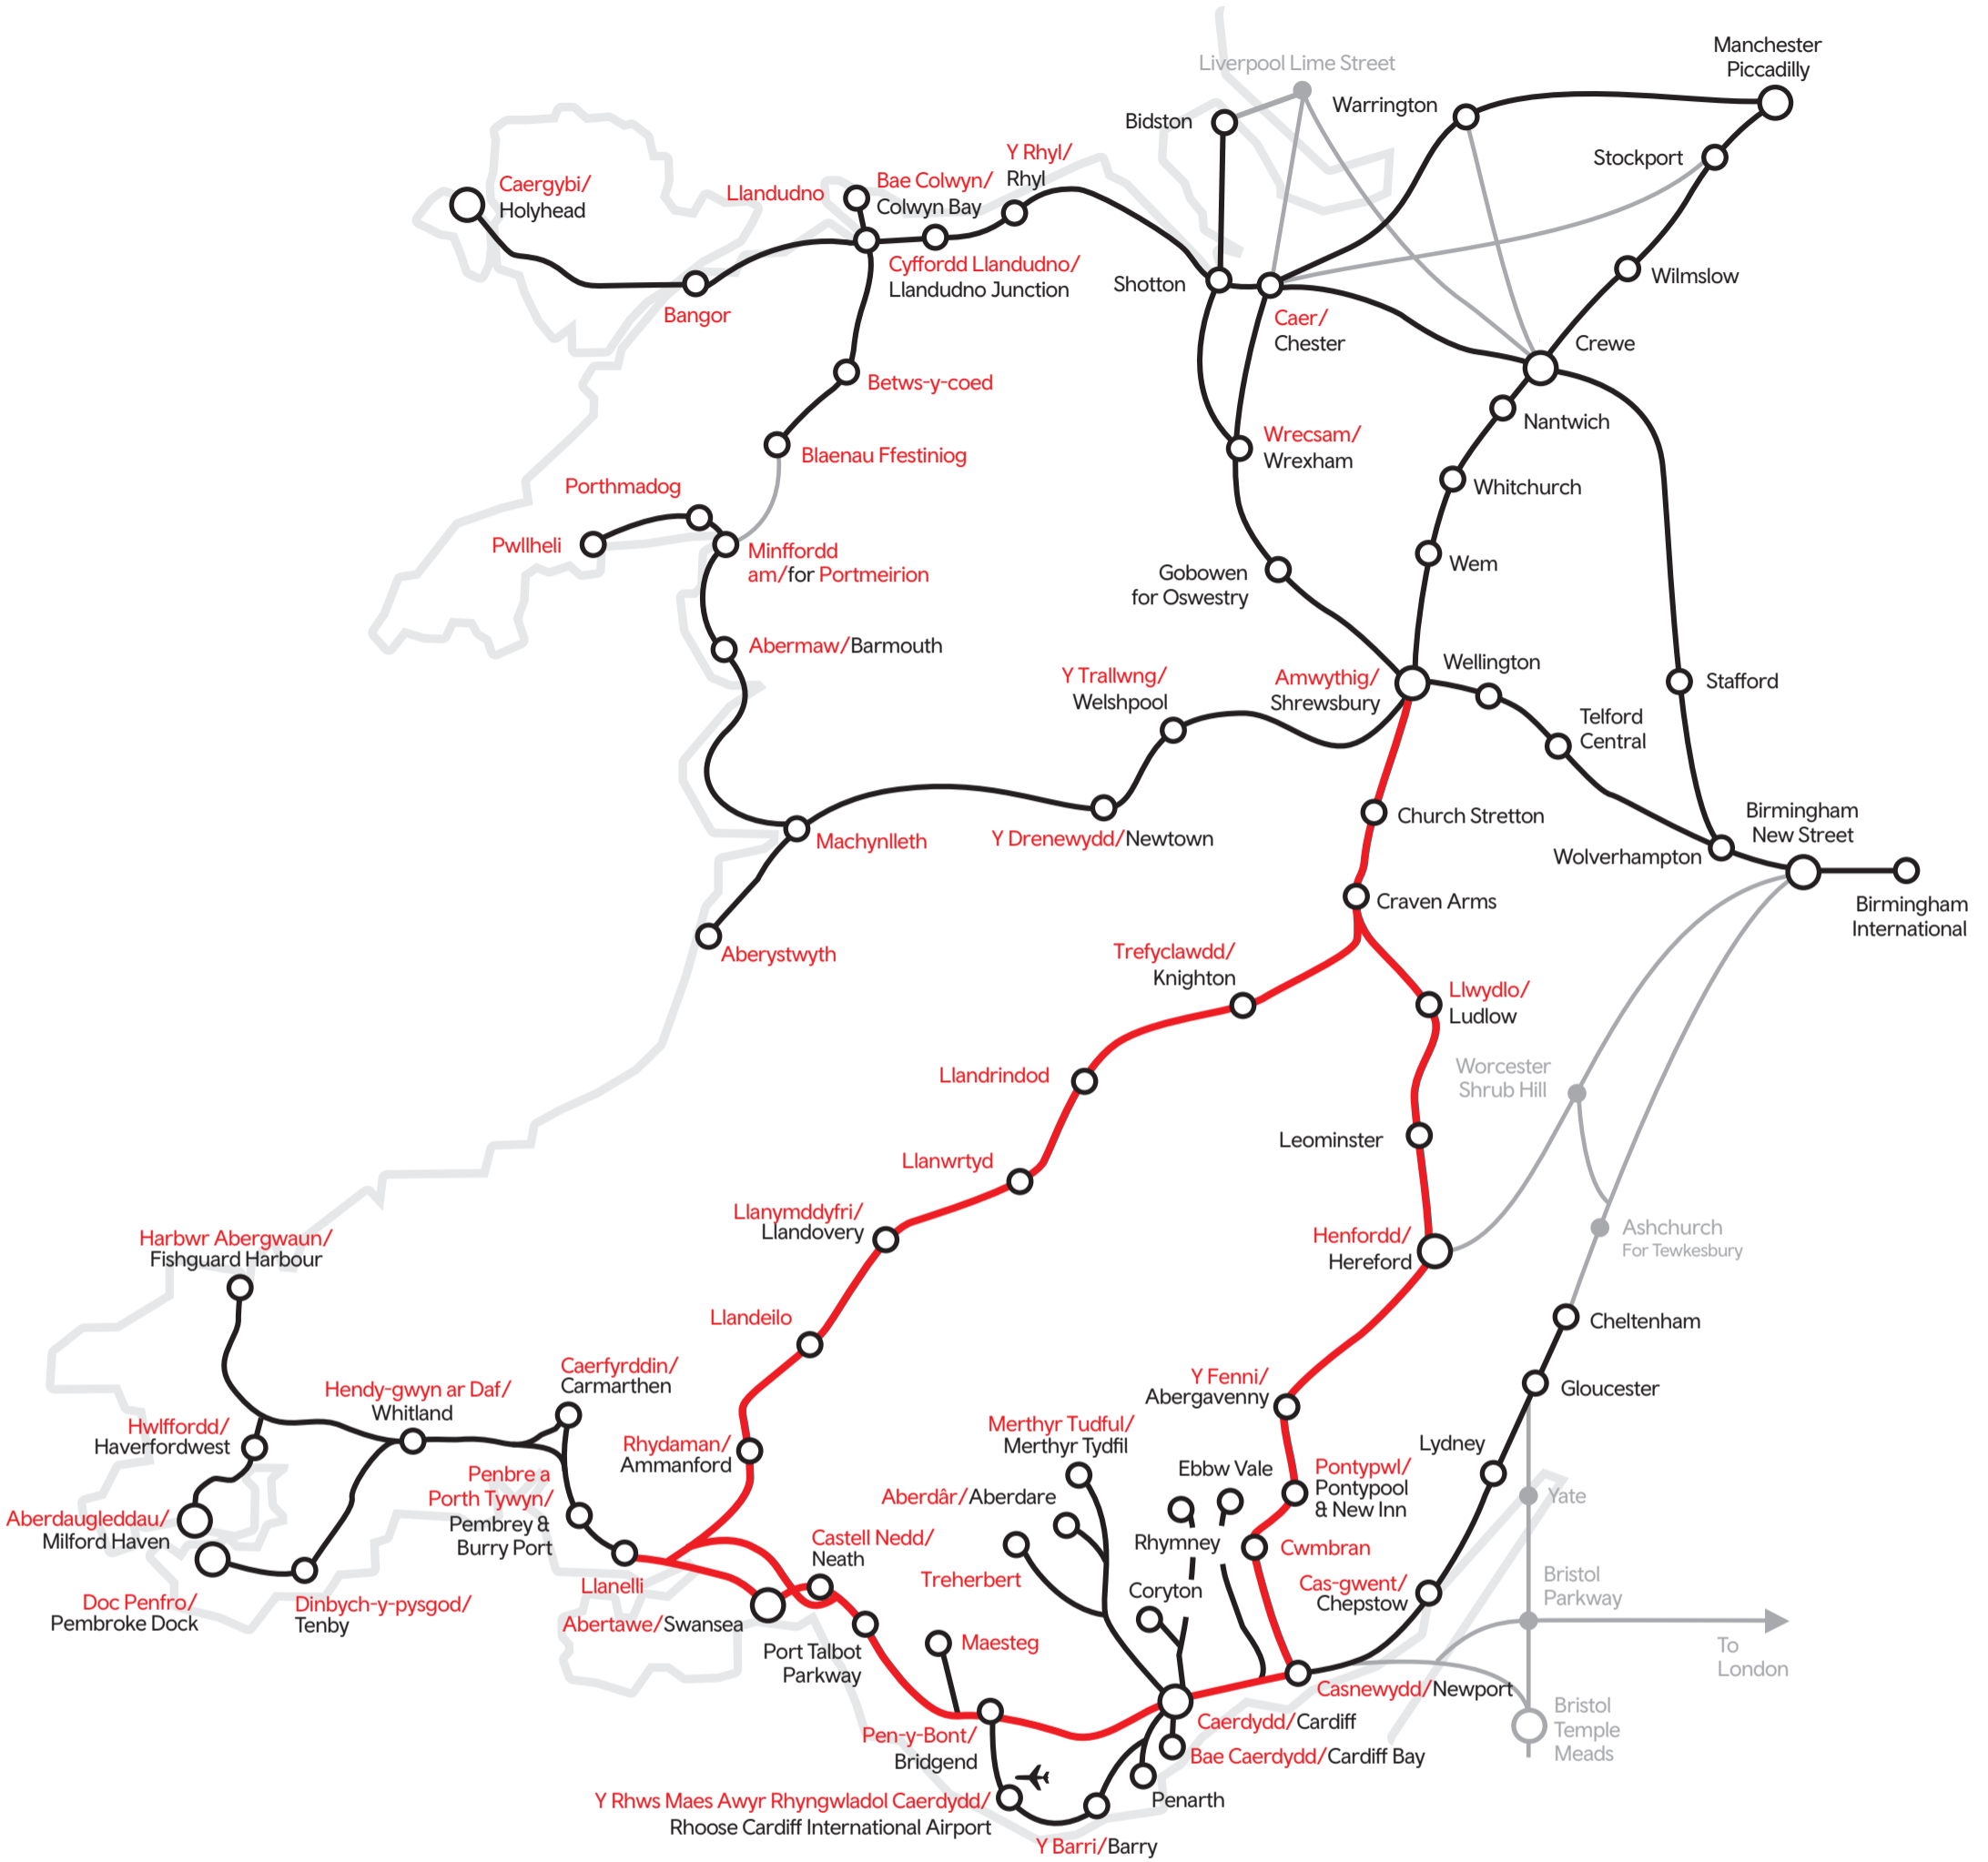 Manchester
Piccadilly
Liverpool Lime Street
Warrington
Bidston
Stockport
Y Rhyl/
Rhyl
Caergybi/
Holyhead
Llandudno
Bae Colwyn/
Colwyn Bay
Cyffordd Llandudno/
Llandudno Junction
Shotton
Wilmslow
Bangor
Caer/
Chester
Crewe
Betws-y-coed
Nantwich
Blaenau Ffestiniog
Wrecsam/
Wrexham
Porthmadog
Whitchurch
Pwllheli
Minffordd
am/for Portmeirion
Wem
Gobowen
for Oswestry
Abermaw/Barmouth
Y Trallwng/
Welshpool
Amwythig/
Shrewsbury
Wellington
Stafford
Telford
Central
Church Stretton
Birmingham
New Street
Y Drenewydd/Newtown
Machynlleth
Wolverhampton
Birmingham
International
Craven Arms
Aberystwyth
Trefyclawdd/
Knighton
Llwydlo/
Ludlow
Llandrindod
Worcester
Shrub Hill
Leominster
Llanwrtyd
Llanymddyfri/
Llandovery
Ashchurch
For Tewkesbury
Harbwr Abergwaun/
Fishguard Harbour
Henfordd/
Hereford
Llandeilo
Cheltenham
Caerfyrddin/
Carmarthen
Y Fenni/
Abergavenny
Gloucester
Hendy-gwyn ar Daf/
Whitland
Hwlffordd/
Haverfordwest
Merthyr Tudful/
Merthyr Tydfil
Lydney
Rhydaman/
Ammanford
Ebbw Vale
Pontypwl/
Pontypool
& New Inn
Penbre a
Porth Tywyn/
Pembrey &
Burry Port
Aberdâr/Aberdare
Yate
Aberdaugleddau/
Milford Haven
Castell Nedd/
Neath
Rhymney
Cwmbran
Treherbert
Llanelli
Coryton
Cas-gwent/
Chepstow
Bristol
Parkway
Doc Penfro/
Pembroke Dock
Dinbych-y-pysgod/
Tenby
Abertawe/Swansea
Port Talbot
Parkway
Maesteg
To
London
Casnewydd/Newport
Bristol
Temple
Meads
Caerdydd/Cardiff
Pen-y-Bont/
Bridgend
Bae Caerdydd/Cardiff Bay
Y Rhws Maes Awyr Rhyngwladol Caerdydd/
Rhoose Cardiff International Airport
Penarth
Y Barri/Barry